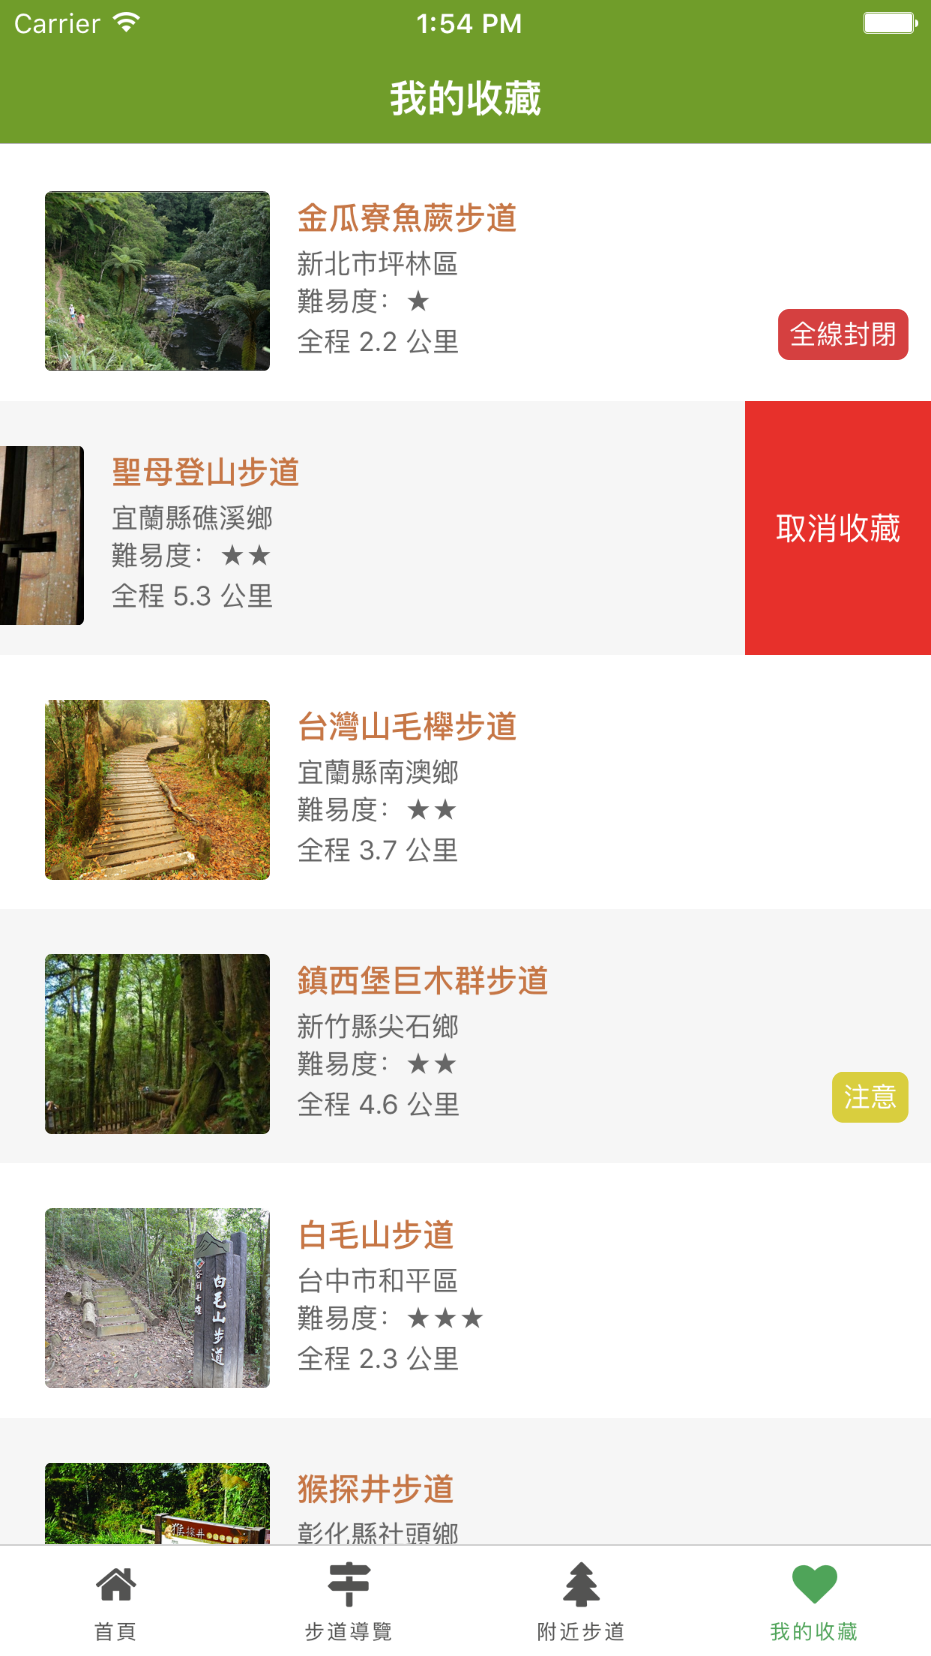 Carrier
1:54 PM
我的收藏
金瓜寮魚蕨步道
新北市坪林區
難易度：★
全程 2.2 公里
全線封閉
聖母登山步道
宜蘭縣礁溪鄉
難易度：★★
全程 5.3 公里
取消收藏
台灣山毛櫸步道
宜蘭縣南澳鄉
難易度：★★
全程 3.7 公里
鎮西堡巨木群步道
新竹縣尖石鄉
難易度：★★
全程 4.6 公里
注意
谷關七雄
白毛山步道
白毛山步道
台中市和平區
難易度：★★★
全程 2.3 公里
猴探井
猴探井步道
彰化縣社頭鄉
首頁
步道導覽
附近步道
我的收藏